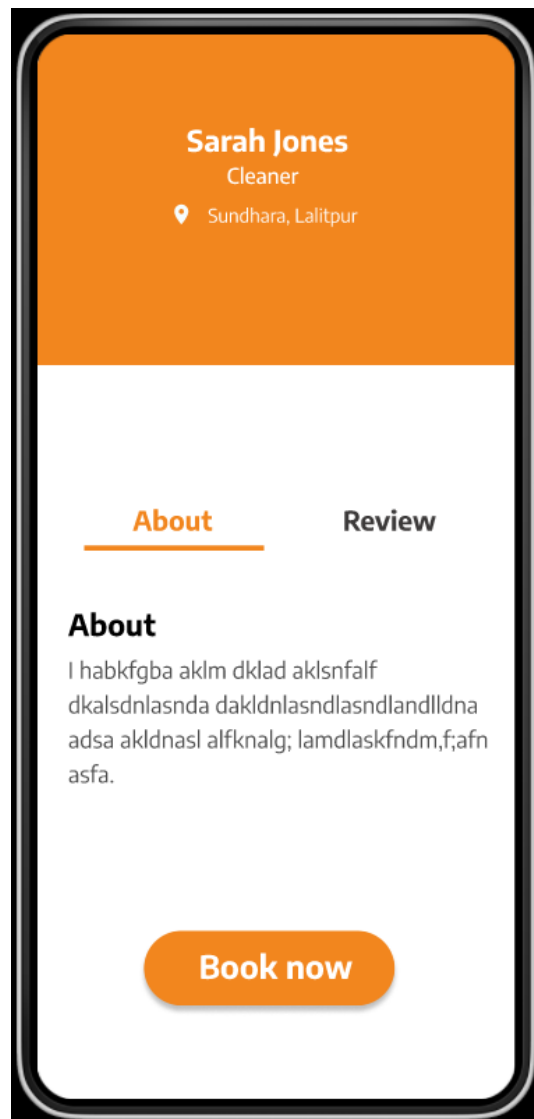 Sarah Jones
Cleaner
Sundhara, Lalitpur
About Review
About
I habkfgba aklm dklad aklsnfalf
dkalsdnlasnda dakldnlasndlasndlandlldna
adsa akldnasl alfknalg; lamdlaskfndm,f;afn
asfa.
Book now